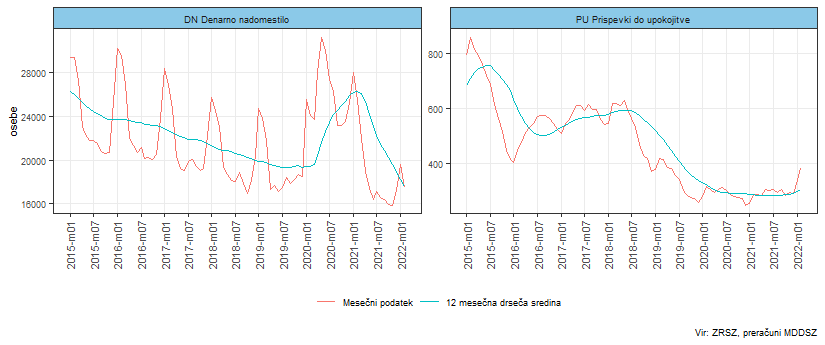 DN Denarno nadomestilo
PU Prispevki do upokojitve
osebe
28000
24000
20000
16000
800
600
400
2015-m01
2015-m07
2016-m01
2016-m07
2017-m01
2017-m07
2018-m01
2018-m07
2019-m01
2019-m07
2020-m01
2020-m07
2021-m01
2021-m07
2022-m01
2015-m01
2015-m07
2016-m01
2016-m07
2017-m01
2017-m07
2018-m01
2018-m07
2019-m01
2019-m07
2020-m01
2020-m07
2021-m01
2021-m07
2022-m01
Mesečni podatek
12 mesečna drseča sredina
Vir: ZRSZ, preračuni MDDSZ